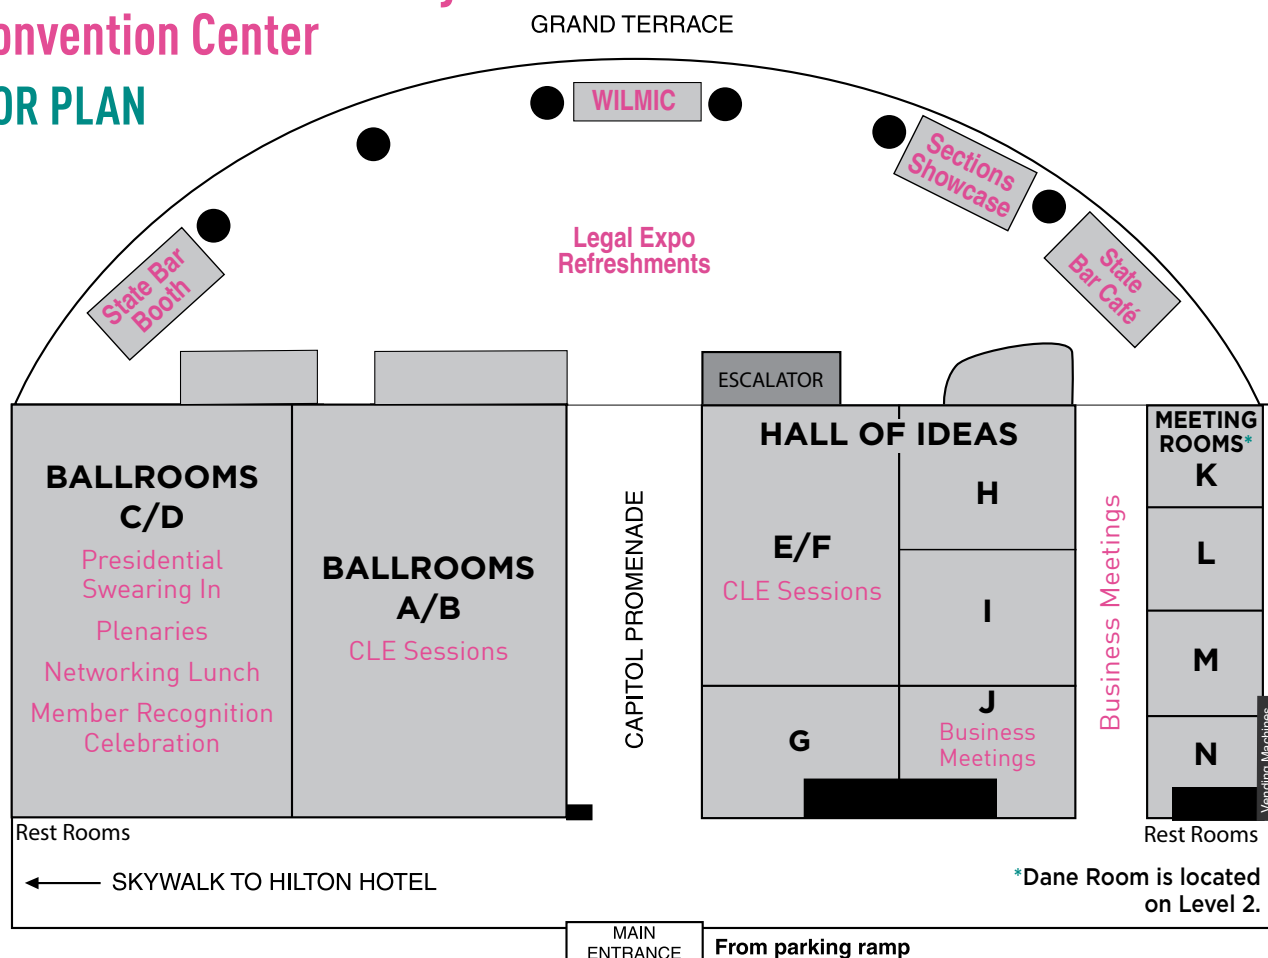 onvention Center
OR PLAN
GRAND TERRACE
WILMIC
Sections
Showcase
State
Bar Café
State Bar
Booth
Legal Expo
Refreshments
ESCALATOR
BALLROOMS
C/D
Presidential
Swearing In
Plenaries
Networking Lunch
Member Recognition
Celebration
BALLROOMS
A/B
CLE Sessions
CAPITOL PROMENADE
HALL OF IDEAS
E/F
CLE Sessions
G
H
I
J
Business
Meetings
Business Meetings
MEETING
ROOMS*
K
L
M
N
Vending Machines
Rest Rooms
Rest Rooms
SKYWALK TO HILTON HOTEL
*Dane Room is located
on Level 2.
MAIN
ENTRANCE
From parking ramp